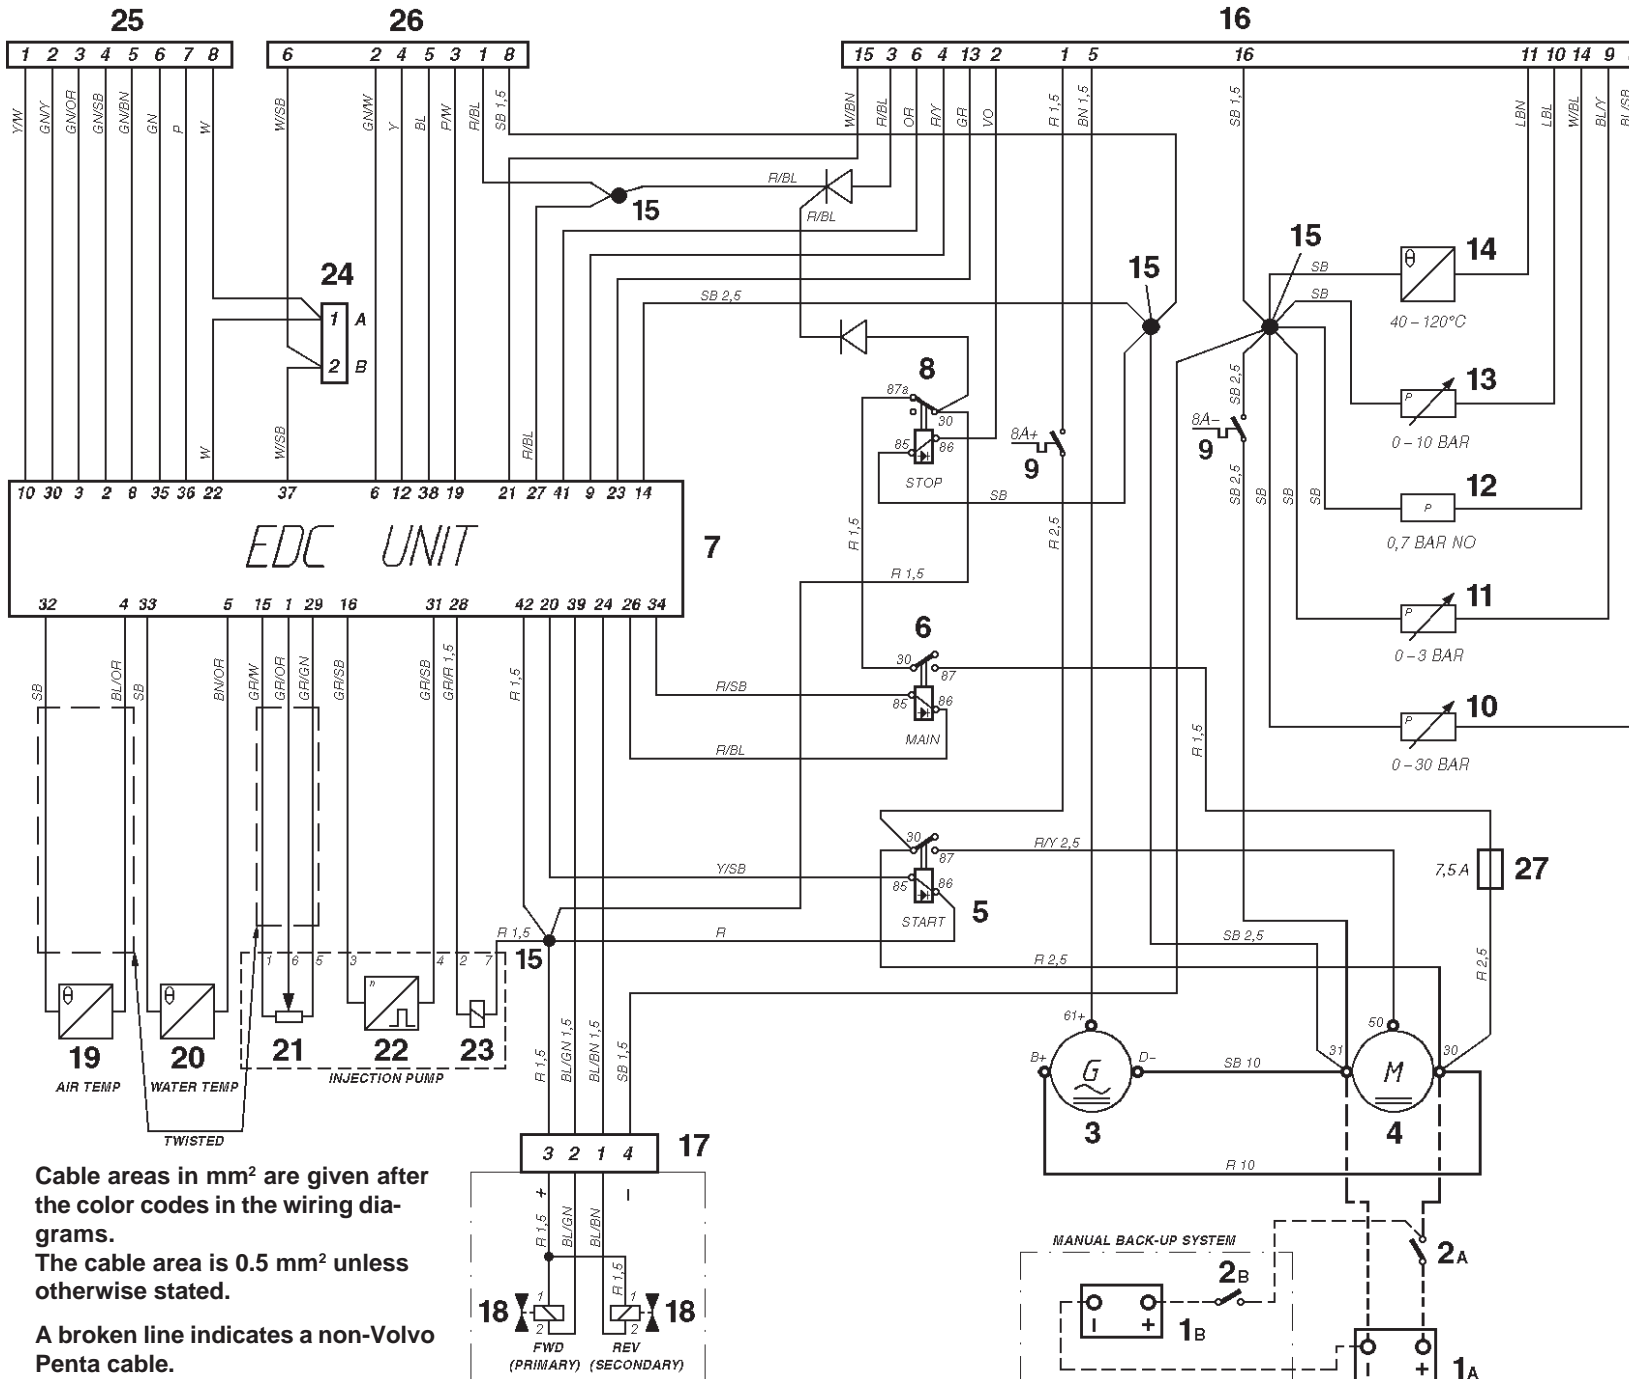 25 26 16
1 2 3 4 5 6 7 8 6 2 4 5 3 1 8 15 3 6 4 13 2 1 5 16 11 10 14 9
Y/W GN/Y GN/OR GN/SB GN/BN GN P W W/SB GN/W Y BL P/W R/BL SB 1,5 W/BN R/BL OR R/Y GR VO R 1,5 BN 1,5 SB 1,5 LBN LBL W/BL BL/Y BL/SB
R/BL
15
R/BL
15 14
15 SB θ
24
1 A
SB 2,5 SB
40 – 120°C
2 B
8
87a 30
85 86
STOP
SB
8A+
9
SB 2,5
8A–
9
13
P
0 – 10 BAR
W W/SB R/BL
R 1,5 R 2,5 SB 2,5 SB SB
12
P
0,7 BAR NO
10 30 3 2 8 35 36 22 37 6 12 38 19 21 27 41 9 23 14
EDC UNIT
7
R 1,5
32 4 33 5 15 1 29 16 31 28 42 20 39 24 26 34
11
P
0 – 3 BAR
6
30 87
85 86
MAIN
SB BL/OR SB BN/OR GR/W GR/OR GR/GN GR/SB GR/SB GR/R 1,5 R 1,5
R/SB
R/BL
R 1,5
10
P
0 – 30 BAR
30 87
R/Y 2,5
Y/SB
85 86
START
5
7,5 A
27
R 1,5
R
SB 2,5
R 2,5
R 2,5
15
1 6 5 3 4 2 7
θ θ n
19 20 21 22 23
AIR TEMP WATER TEMP INJECTION PUMP
TWISTED
R 1,5 BL/GN 1,5 BL/BN 1,5 SB 1,5
61+
B+ D–
G
3
SB 10
50
31 30
M
4
R 10
17
3 2 1 4
+ –
R 1,5 BL/GN BL/BN R 1,5
18 1 2 1 2 18
FWD REV
(PRIMARY) (SECONDARY)
Cable areas in mm² are given after
the color codes in the wiring dia-
grams.
The cable area is 0.5 mm² unless
otherwise stated.
A broken line indicates a non-Volvo
Penta cable.
MANUAL BACK-UP SYSTEM
2B 2A
– +
1B
– +
1A